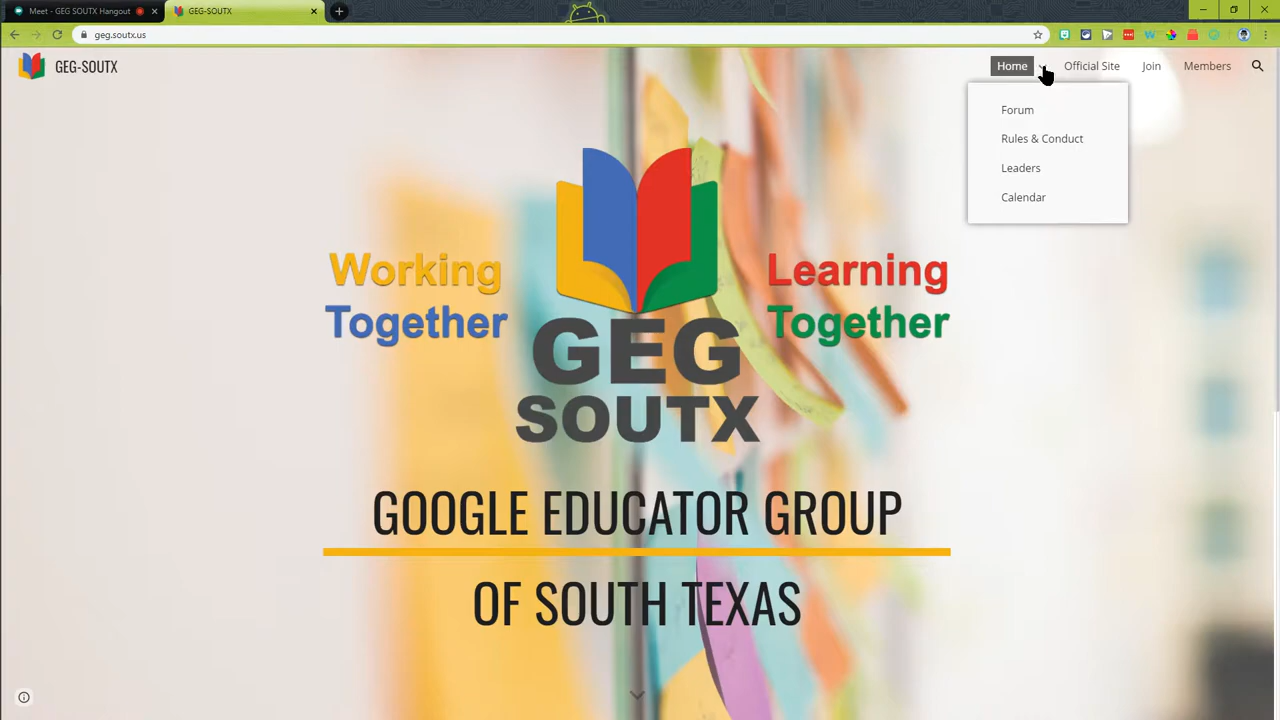 Meet - GEG SOUTX Hangout
GEG-SOUTX
geg.soutx.us
GEG-SOUTX
Home
Official Site
Join
Members
Forum
Rules & Conduct
Leaders
Calendar
Working
Together
Learning
Together
GEG
SOUTX
GOOGLE EDUCATOR GROUP
OF SOUTH TEXAS